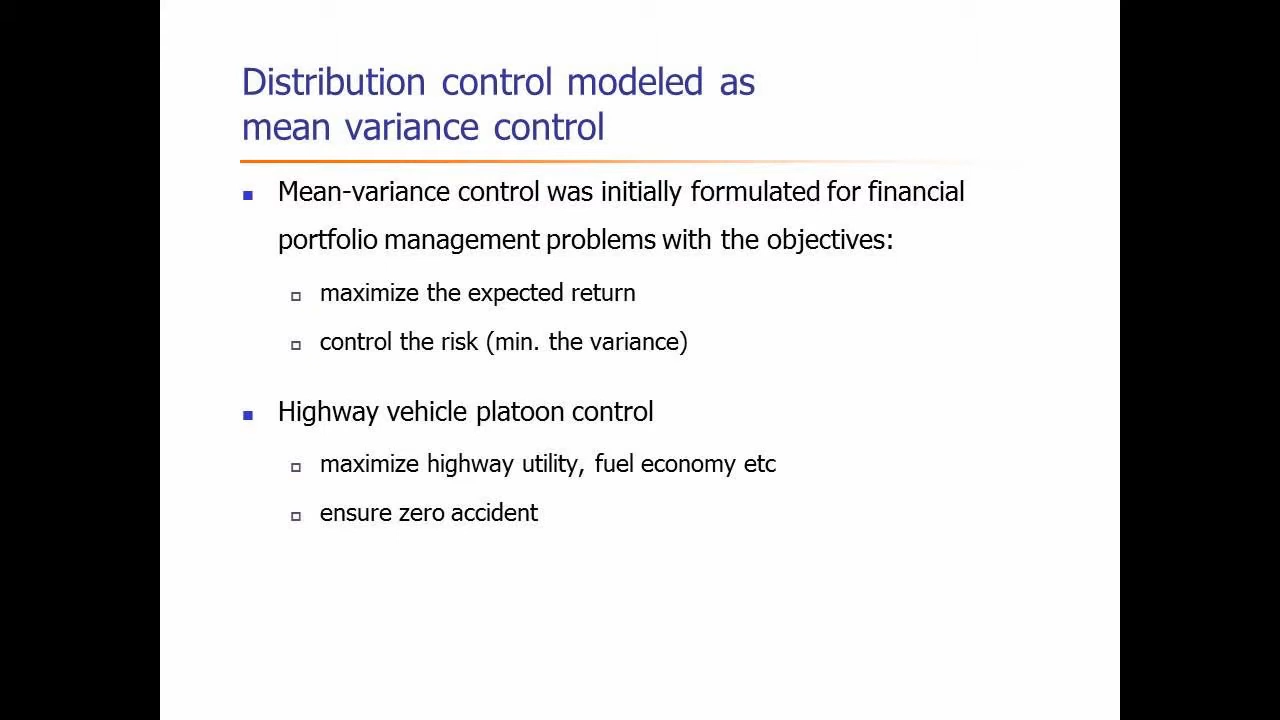 Distribution control modeled as
mean variance control
Mean-variance control was initially formulated for financial
portfolio management problems with the objectives:
maximize the expected return
control the risk (min. the variance)
Highway vehicle platoon control
maximize highway utility, fuel economy etc
ensure zero accident